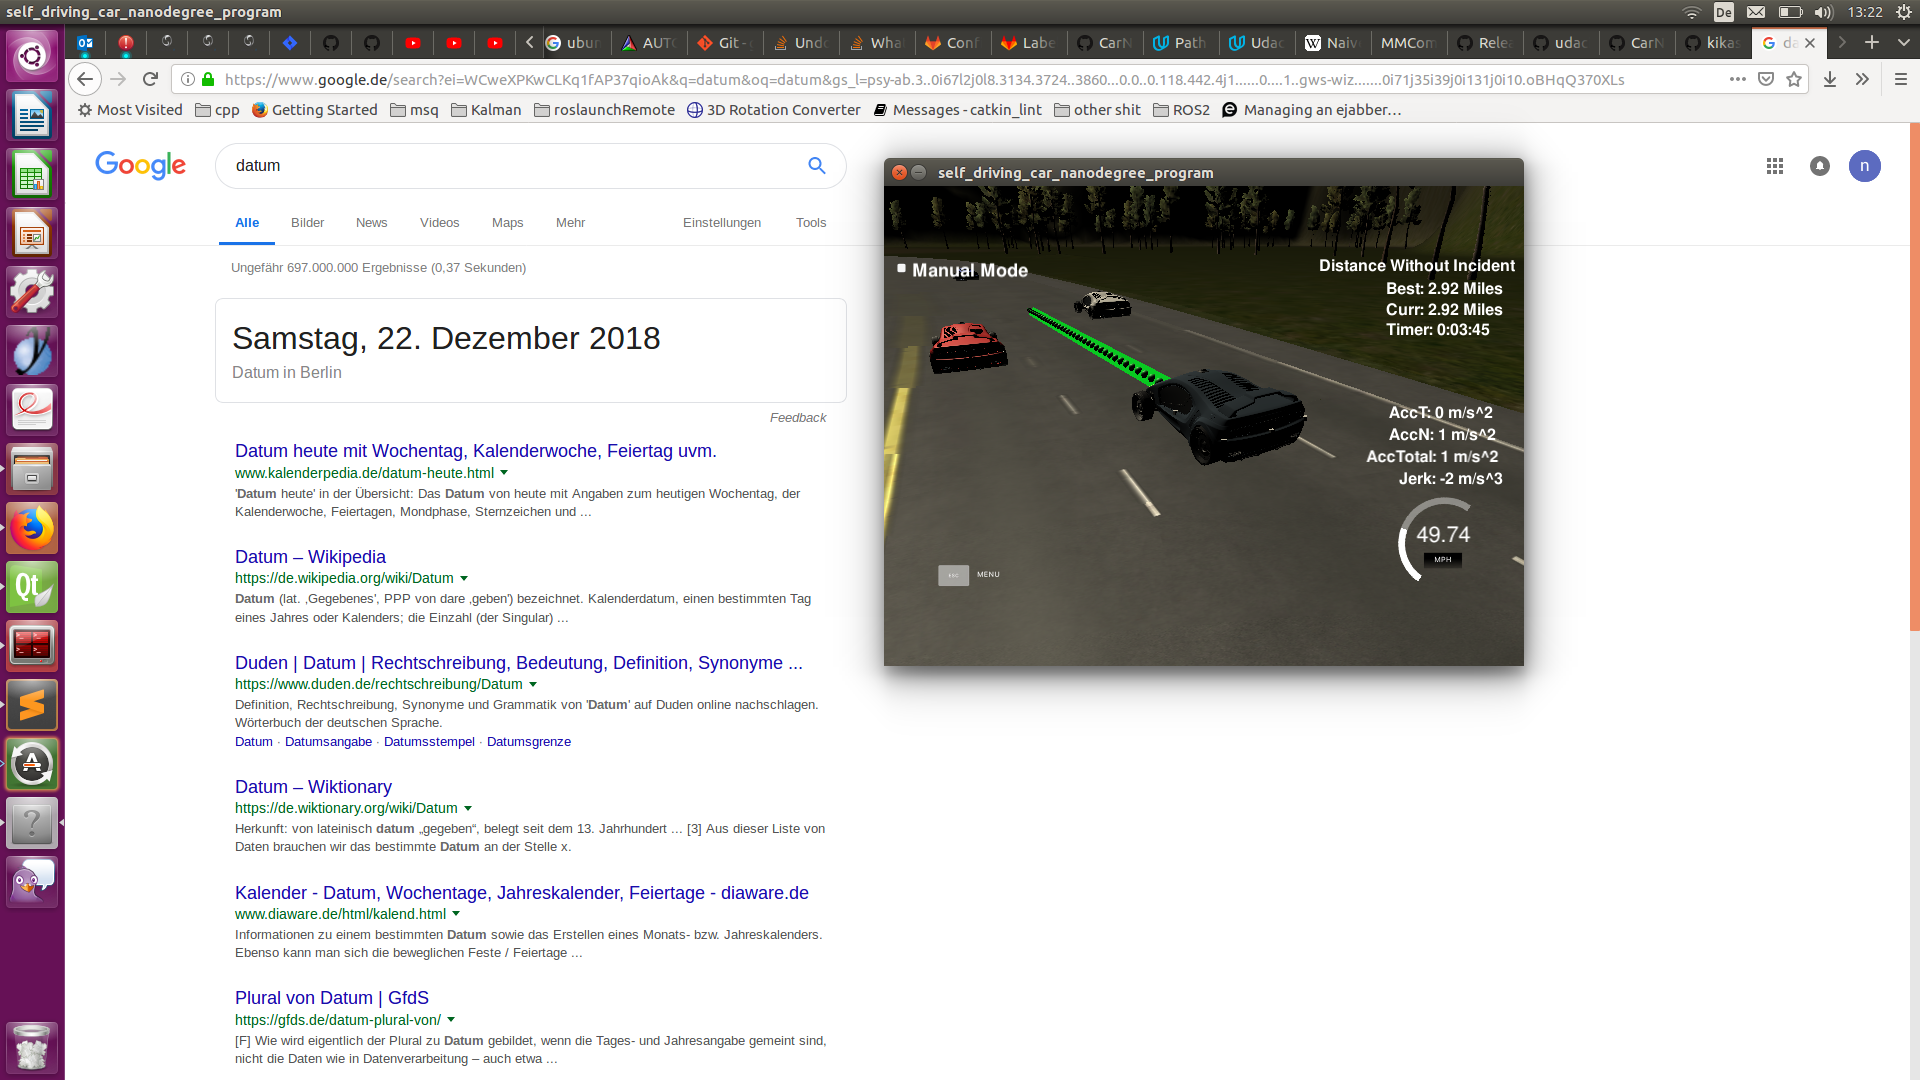 self_driving_car_nanodegree_program
De
13:22
ubun
AUTO
Git - g
Undo
What
Conf
Labe
CarN
Path
Udac
Naiv
MMCom
Relea
udac
CarN
kikas
da
https://www.google.de/search?ei=WCweXPKwCLKq1fAP37qioAk&q=datum&oq=datum&gs_l=psy-ab.3..0i67l2j0l8.3134.3724..3860...0.0..0.118.442.4j1......0....1..gws-wiz.......0i71j35i39j0i131j0i10.oBHqQ370XLs
Most Visited
cpp
Getting Started
msq
Kalman
roslaunchRemote
3D Rotation Converter
Messages - catkin_lint
other shit
ROS2
Managing an ejabber…
Google
datum
n
Alle
Bilder
News
Videos
Maps
Mehr
Einstellungen
Tools
Ungefähr 697.000.000 Ergebnisse (0,37 Sekunden)
Samstag, 22. Dezember 2018
Datum in Berlin
Feedback
Datum heute mit Wochentag, Kalenderwoche, Feiertag uvm.
www.kalenderpedia.de/datum-heute.html
'Datum heute' in der Übersicht: Das Datum von heute mit Angaben zum heutigen Wochentag, der
Kalenderwoche, Feiertagen, Mondphase, Sternzeichen und ...
Datum – Wikipedia
https://de.wikipedia.org/wiki/Datum
Datum (lat. ‚Gegebenes', PPP von dare ‚geben') bezeichnet. Kalenderdatum, einen bestimmten Tag
eines Jahres oder Kalenders; die Einzahl (der Singular) ...
Duden | Datum | Rechtschreibung, Bedeutung, Definition, Synonyme ...
https://www.duden.de/rechtschreibung/Datum
Definition, Rechtschreibung, Synonyme und Grammatik von 'Datum' auf Duden online nachschlagen.
Wörterbuch der deutschen Sprache.
Datum · Datumsangabe · Datumsstempel · Datumsgrenze
Datum – Wiktionary
https://de.wiktionary.org/wiki/Datum
Herkunft: von lateinisch datum „gegeben“, belegt seit dem 13. Jahrhundert ... [3] Aus dieser Liste von
Daten brauchen wir das bestimmte Datum an der Stelle x.
Kalender - Datum, Wochentage, Jahreskalender, Feiertage - diaware.de
www.diaware.de/html/kalend.html
Informationen zu einem bestimmten Datum sowie das Erstellen eines Monats- bzw. Jahreskalenders.
Ebenso kann man sich die beweglichen Feste / Feiertage ...
Plural von Datum | GfdS
https://gfds.de/datum-plural-von/
[F] Wie wird eigentlich der Plural zu Datum gebildet, wenn die Tages- und Jahresangabe gemeint sind,
nicht die Daten wie in Datenverarbeitung – auch etwa ...
self_driving_car_nanodegree_program
Manual Mode
Distance Without Incident
Best: 2.92 Miles
Curr: 2.92 Miles
Timer: 0:03:45
AccT: 0 m/s^2
AccN: 1 m/s^2
AccTotal: 1 m/s^2
Jerk: -2 m/s^3
49.74
MPH
ESC
MENU